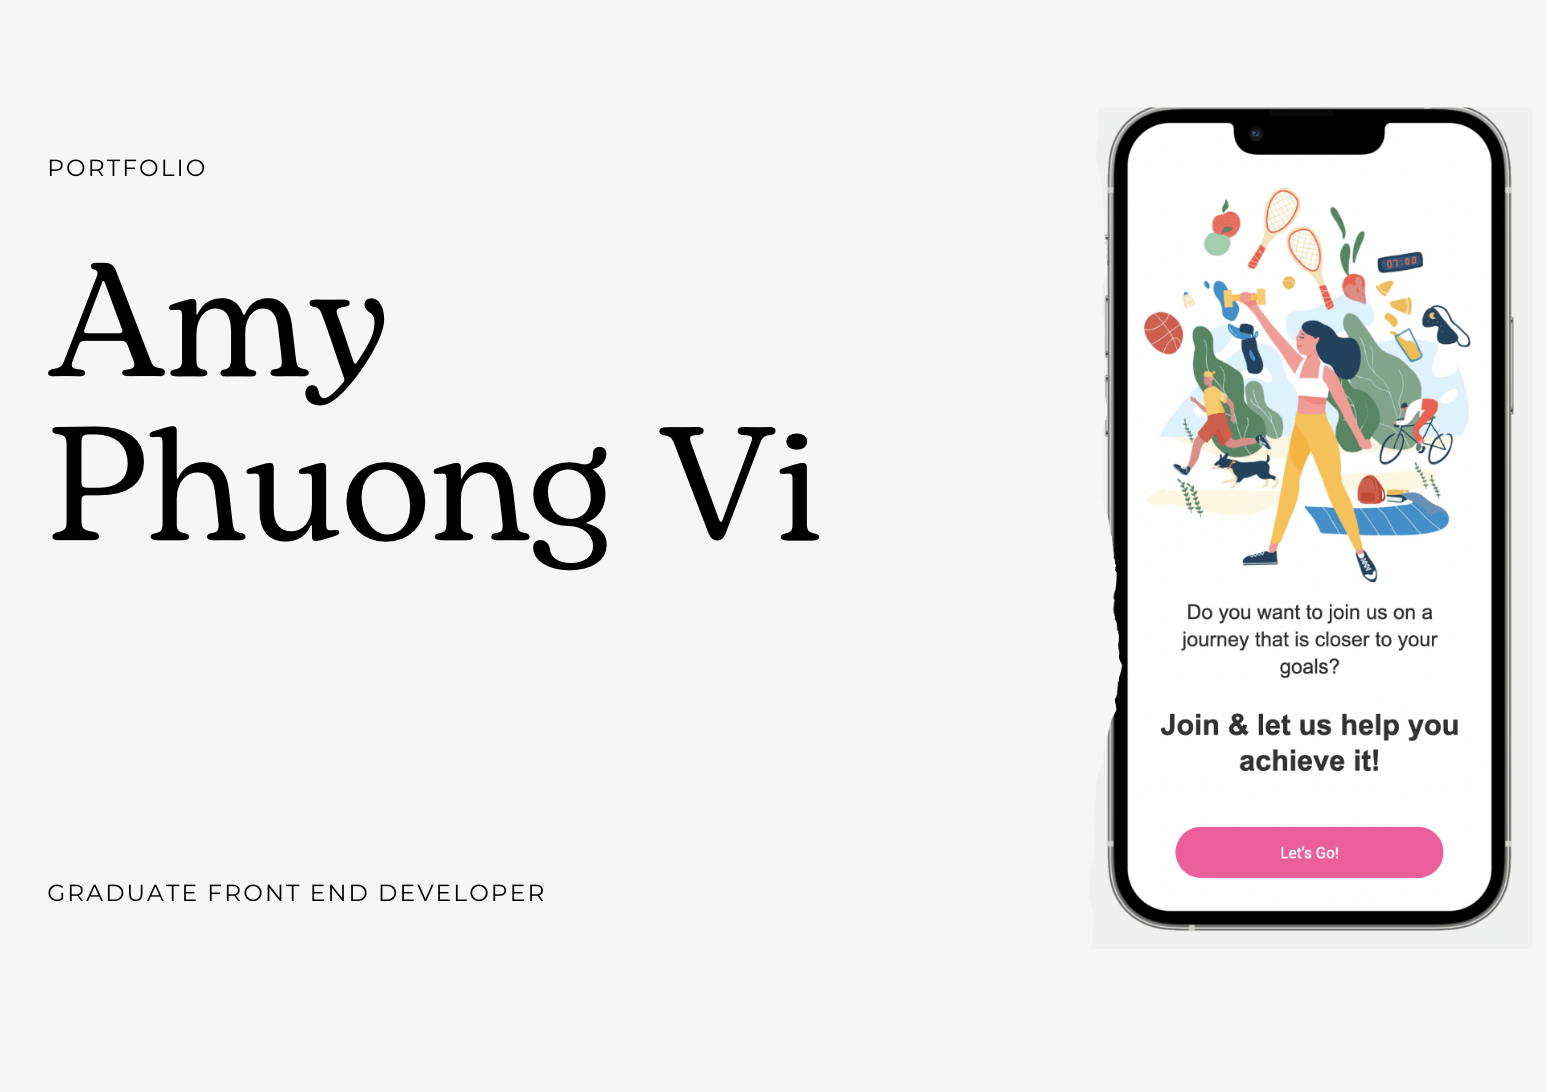 PORTFOLIO
Amy
Phuong Vi
GRADUATE FRONT END DEVELOPER
07:00
Do you want to join us on a
journey that is closer to your
goals?
Join & let us help you
achieve it!
Let's Go!